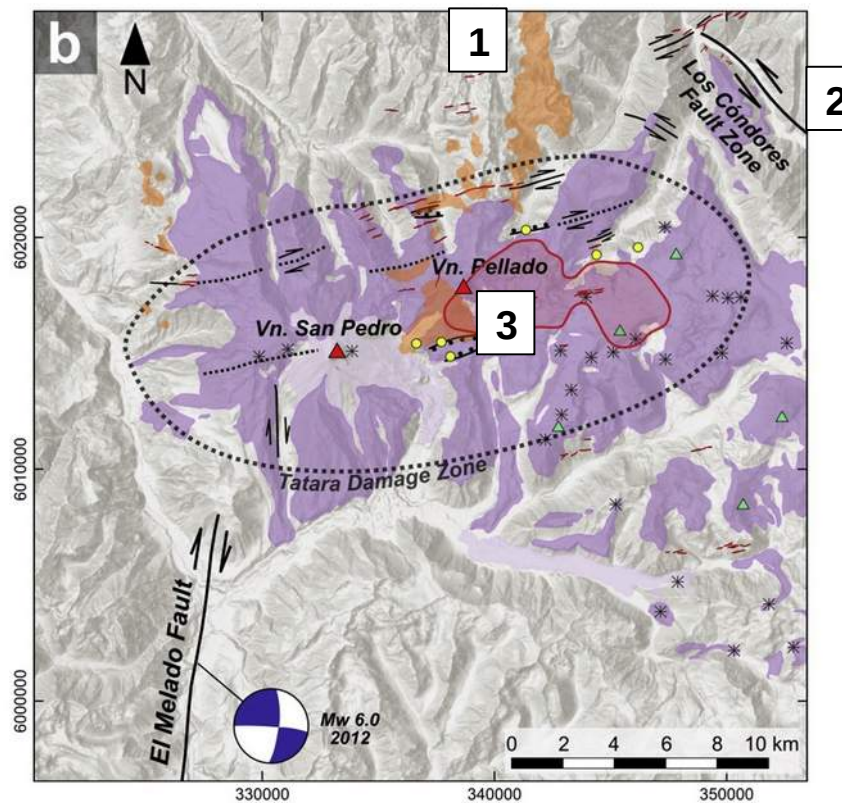 b
1
N
2
Los Cóndores
Fault Zone
6020000
Vn. Pellado
3
Vn. San Pedro
6010000
Tatara Damage Zone
El Melado Fault
6000000
Mw 6.0
2012
0 2 4 6 8 10 km
330000 340000 350000